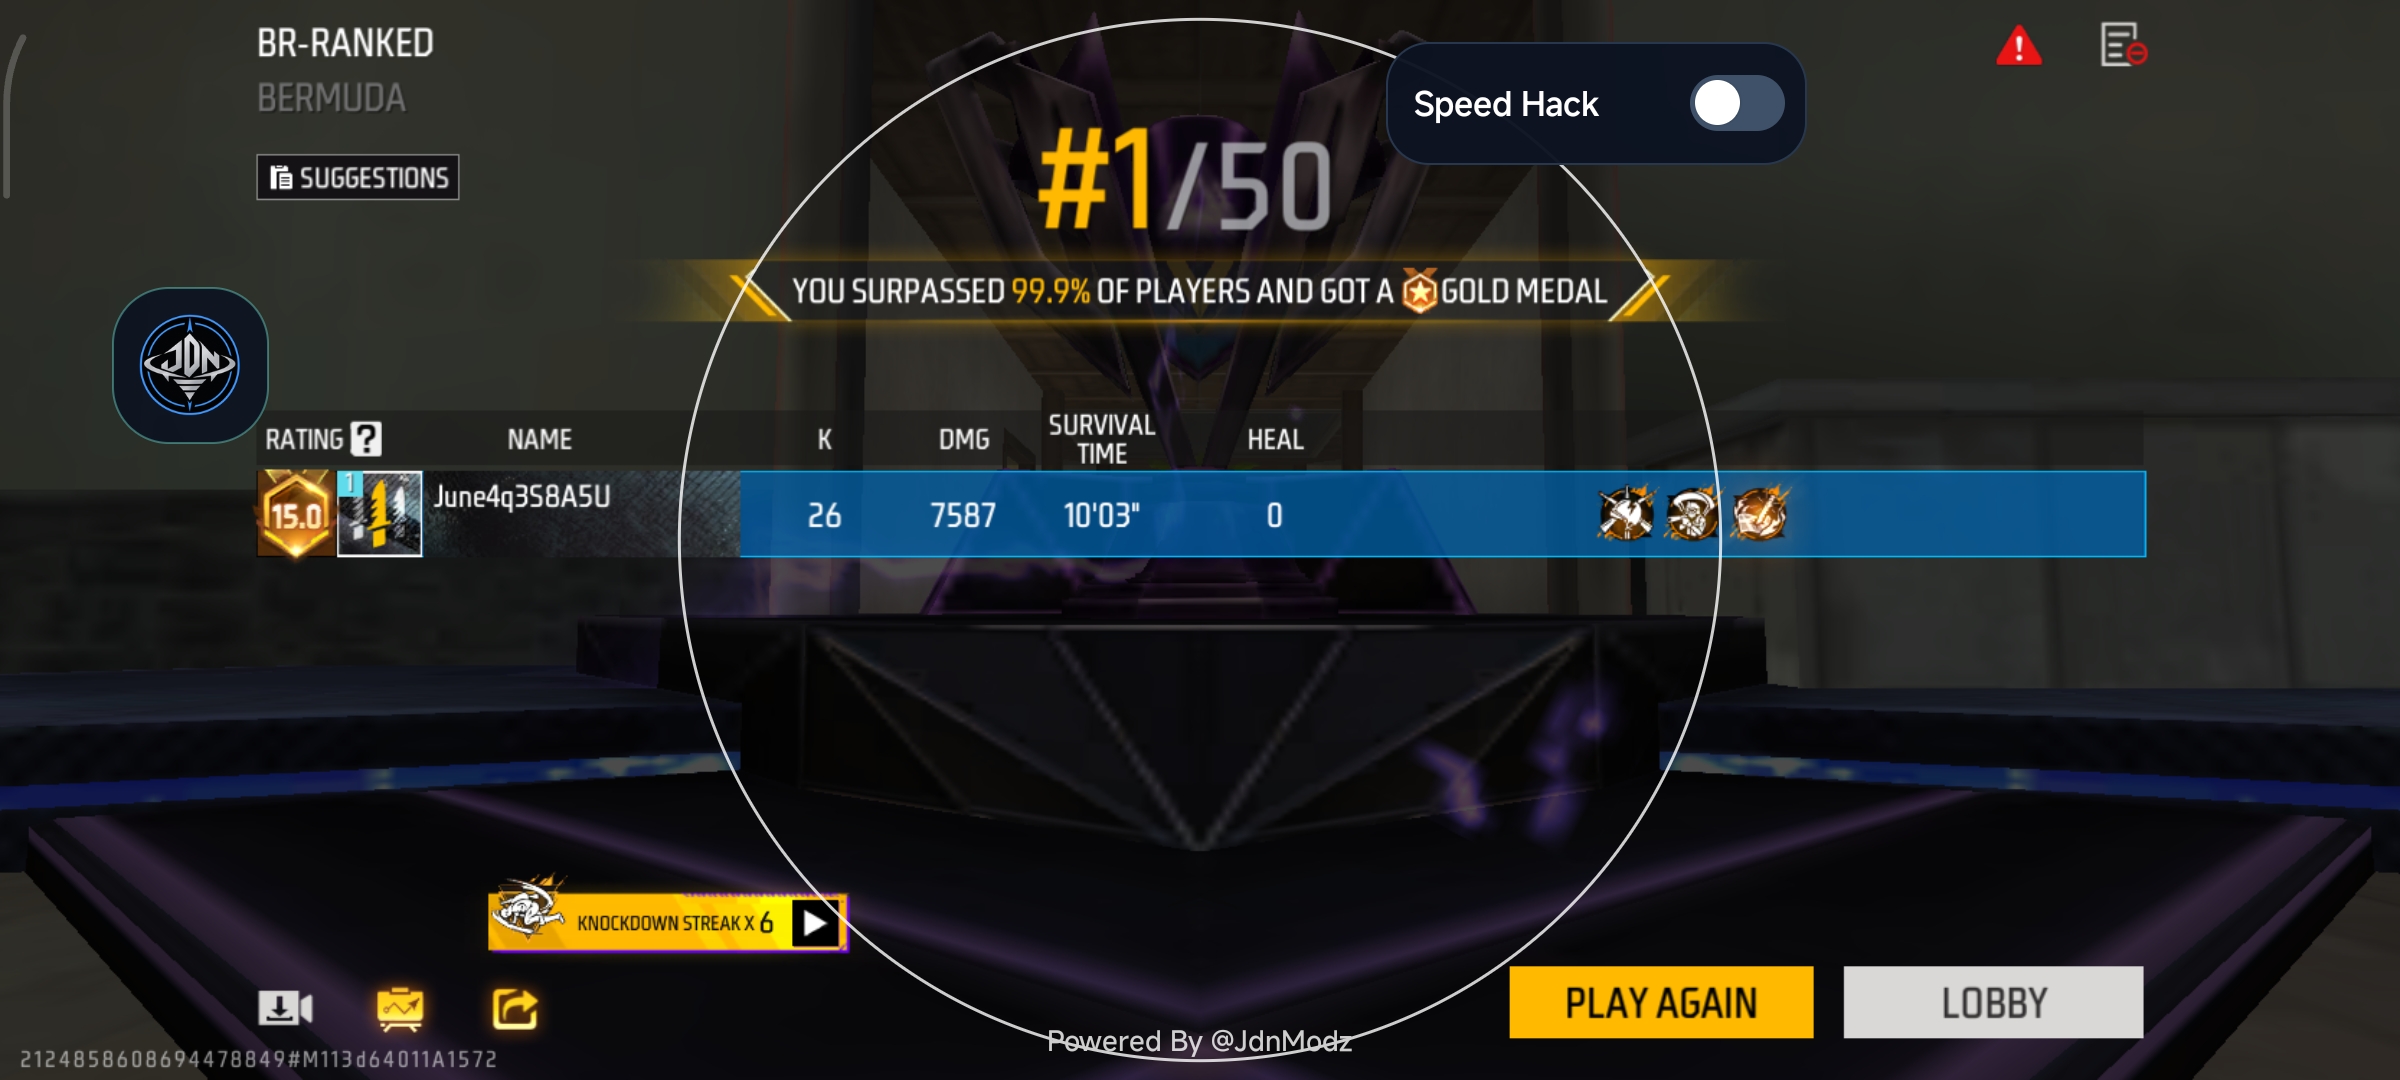 BR-RANKED
BERMUDA
SUGGESTIONS
Speed Hack
#1/50
YOU SURPASSED 99.9% OF PLAYERS AND GOT A GOLD MEDAL
JDN
RATING ? NAME K DMG SURVIVAL TIME HEAL
15.0 1 June4q3S8A5U 26 7587 10'03" 0
KNOCKDOWN STREAK X 6
PLAY AGAIN
LOBBY
Powered By @JdnModz
2124858608694478849#M113d64011A1572